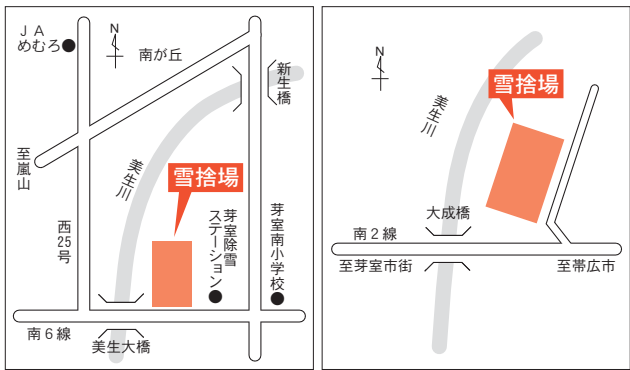 ＪＡ
めむろ
N
南が丘
新生橋
至嵐山
美生川
雪捨場
西25号
芽室除雪
ステーション
芽室南小学校
南６線
美生大橋
N
雪捨場
美生川
大成橋
南２線
至芽室市街
至帯広市